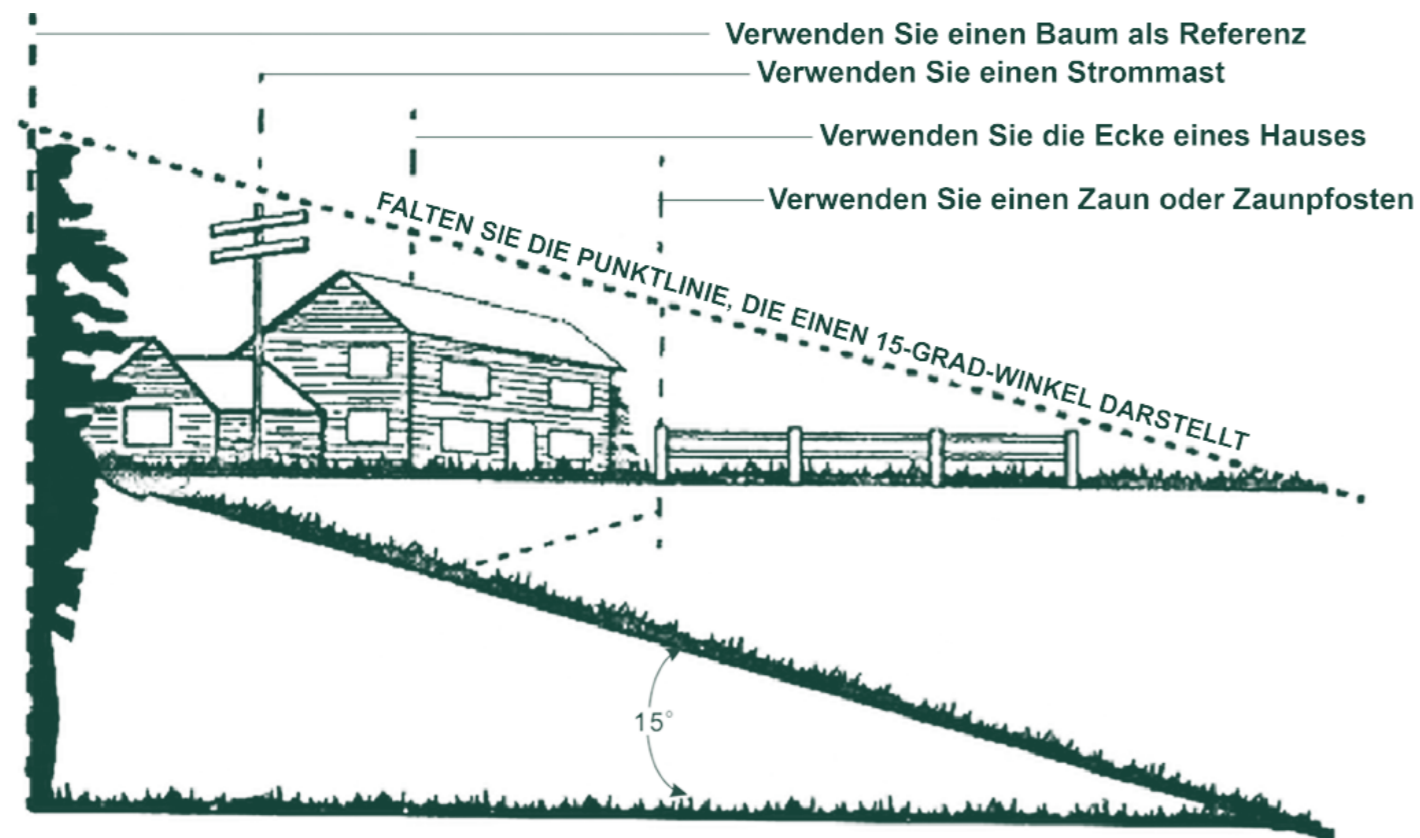 Verwenden Sie einen Baum als Referenz
Verwenden Sie einen Strommast
Verwenden Sie die Ecke eines Hauses
Verwenden Sie einen Zaun oder Zaunpfosten
FALTEN SIE DIE PUNKTLINIE, DIE EINEN 15-GRAD-WINKEL DARSTELLT
15°